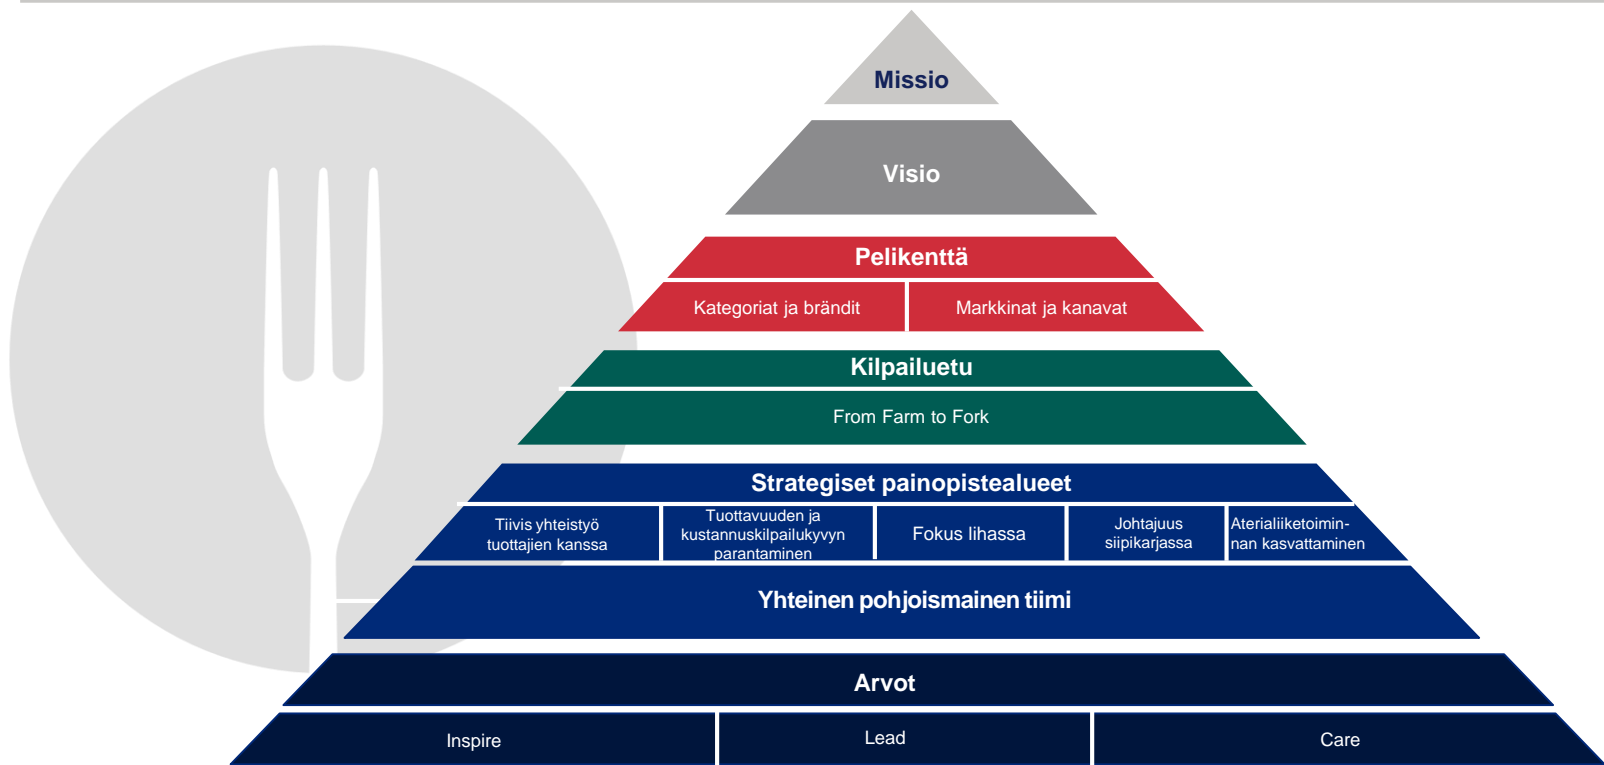 Missio
Visio
Pelikenttä
Kategoriat ja brändit
Markkinat ja kanavat
Kilpailuetu
From Farm to Fork
Strategiset painopistealueet
Tiivis yhteistyö
tuottajien kanssa
Tuottavuuden ja
kustannuskilpailukyvyn
parantaminen
Fokus lihassa
Johtajuus
siipikarjassa
Aterialiiketoimin-
nan kasvattaminen
Yhteinen pohjoismainen tiimi
Arvot
Inspire
Lead
Care